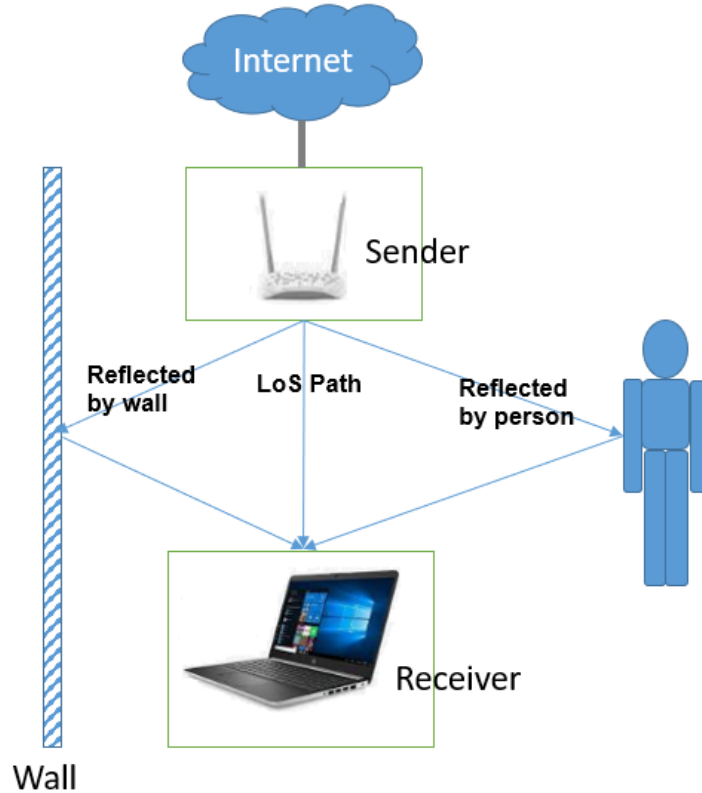 Internet
Sender
Reflected
by wall
LoS Path
Reflected
by person
Receiver
Wall